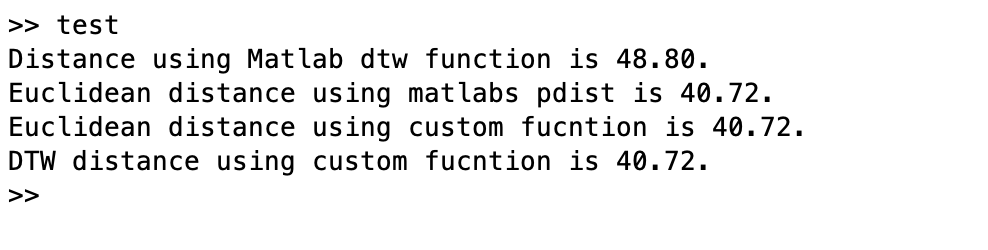 >> test
Distance using Matlab dtw function is 48.80.
Euclidean distance using matlabs pdist is 40.72.
Euclidean distance using custom fucntion is 40.72.
DTW distance using custom fucntion is 40.72.
>>